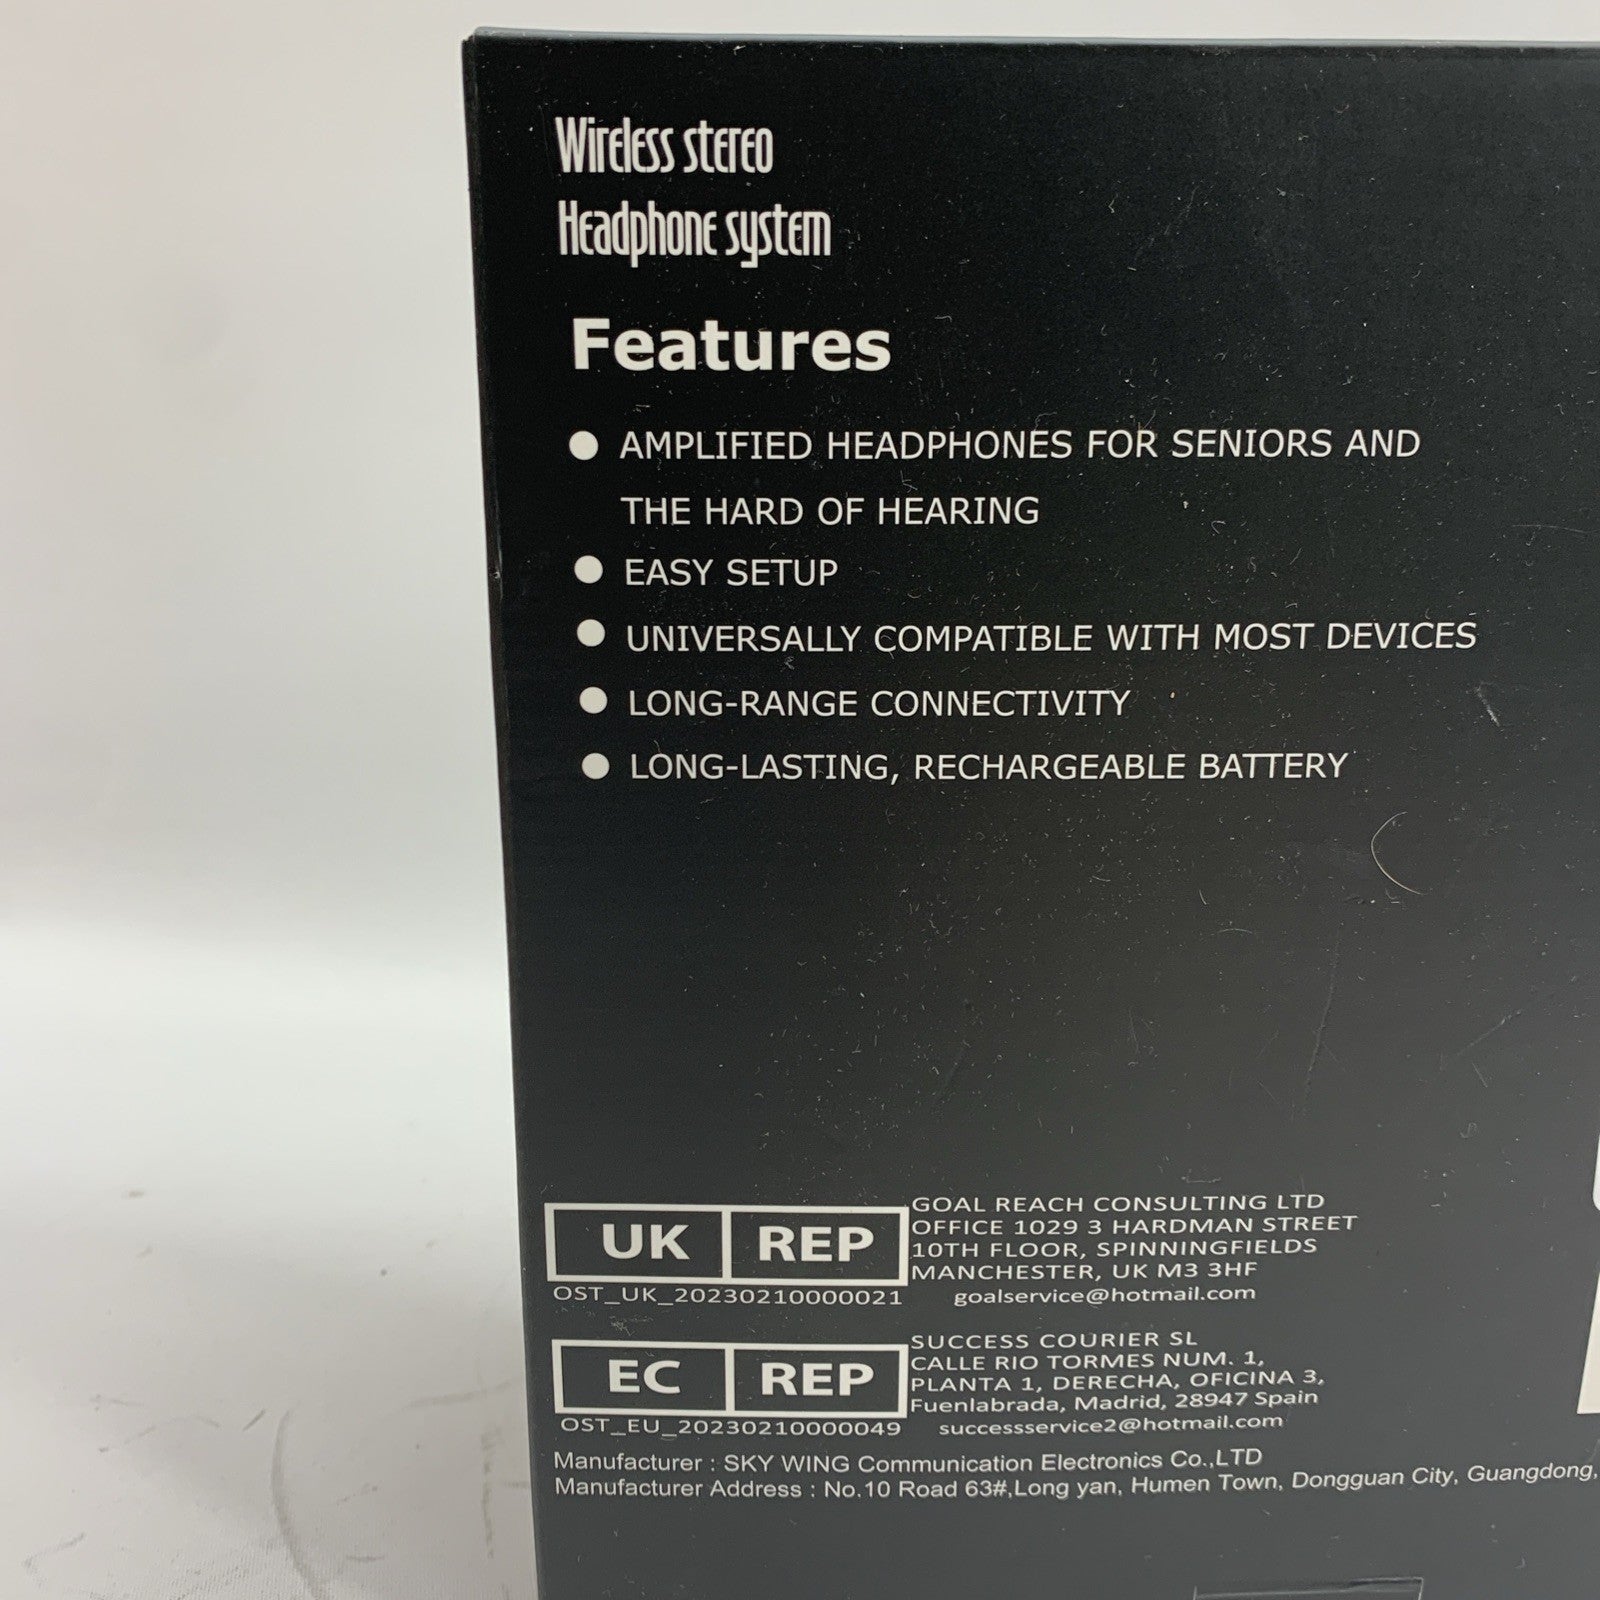 Wireless stereo
Headphone system
Features
AMPLIFIED HEADPHONES FOR SENIORS AND
THE HARD OF HEARING
EASY SETUP
UNIVERSALLY COMPATIBLE WITH MOST DEVICES
LONG-RANGE CONNECTIVITY
LONG-LASTING, RECHARGEABLE BATTERY
UK REP
GOAL REACH CONSULTING LTD
OFFICE 1029 3 HARDMAN STREET
10TH FLOOR, SPINNINGFIELDS
MANCHESTER, UK M3 3HF
OST_UK_20230210000021
goalservice@hotmail.com
EC REP
SUCCESS COURIER SL
CALLE RIO TORMES NUM. 1,
PLANTA 1, DERECHA, OFICINA 3,
Fuenlabrada, Madrid, 28947 Spain
OST_EU_20230210000049
successservice2@hotmail.com
Manufacturer : SKY WING Communication Electronics Co.,LTD
Manufacturer Address : No.10 Road 63#,Long yan, Humen Town, Dongguan City, Guangdong,